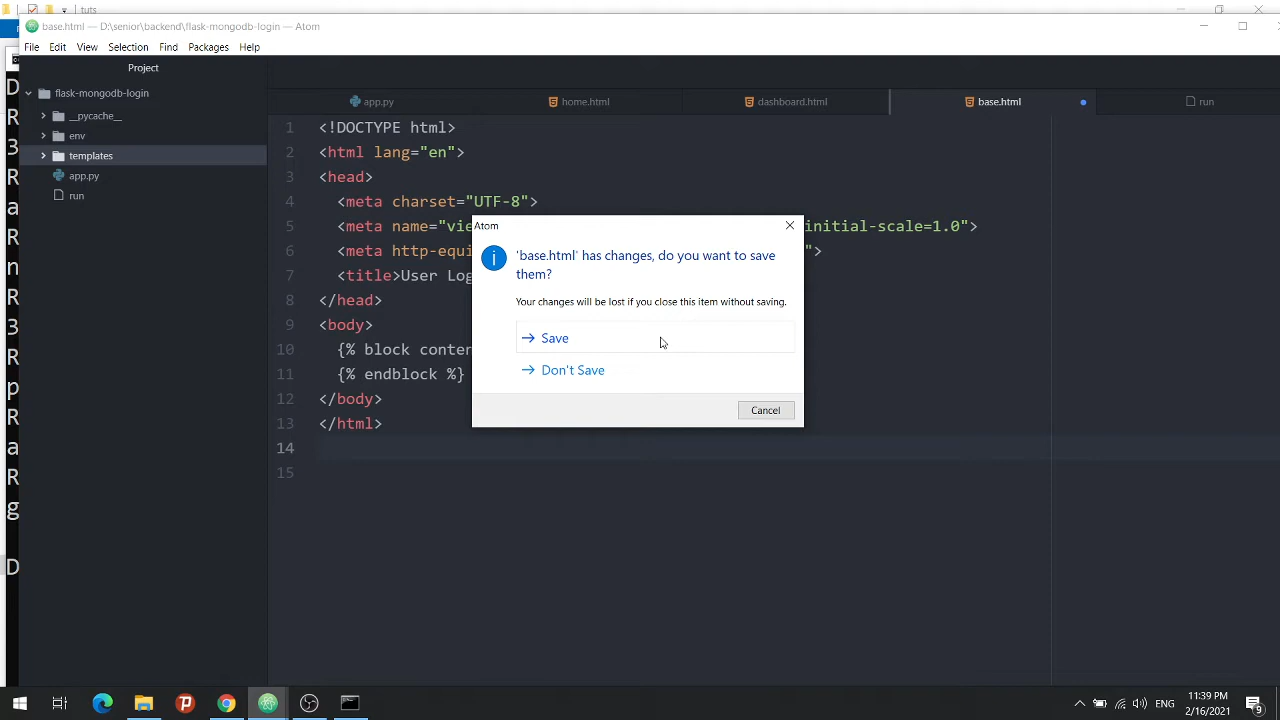 tuts
base.html — D:\senior\backend\flask-mongodb-login — Atom
File Edit View Selection Find Packages Help
Project
flask-mongodb-login
__pycache__
env
templates
app.py
run
app.py home.html dashboard.html base.html run
1 <!DOCTYPE html>
2 <html lang="en">
3 <head>
4 <meta charset="UTF-8">
5 <meta name="vie initial-scale=1.0">
6 <meta http-equi ">
7 <title>User Log
8 </head>
9 <body>
10 {% block conten
11 {% endblock %}
12 </body>
13 </html>
14
15
Atom
'base.html' has changes, do you want to save
them?
Your changes will be lost if you close this item without saving.
Save
Don't Save
Cancel
D
R
3
R
a
R
n
R
3
R
p
R
a
R
g
D
ENG
11:39 PM
2/16/2021
9